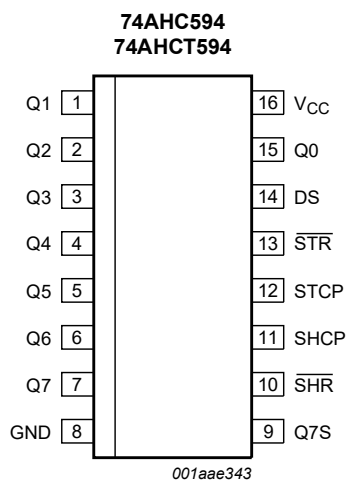 74AHC594
74AHCT594
Q1 1 16 VCC
Q2 2 15 Q0
Q3 3 14 DS
Q4 4 13 STR
Q5 5 12 STCP
Q6 6 11 SHCP
Q7 7 10 SHR
GND 8 9 Q7S
001aae343